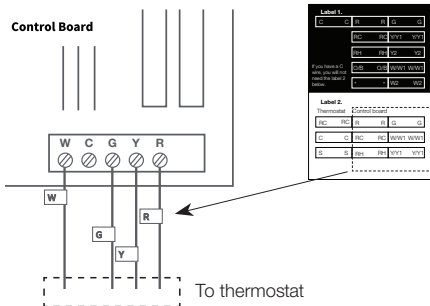 Control Board
W C G Y R
W
G
Y
R
To thermostat
Label 1.
C C R R G G
RC RC Y/Y1 Y/Y1
RH RH Y2 Y2
If you have a C
wire, you will not
need the label 2
below.
O/B O/B W/W1 W/W1
* * W2 W2
Label 2.
Thermostat Control board
RC RC R R G G
C C RC RC W/W1 W/W1
S S RH RH Y/Y1 Y/Y1